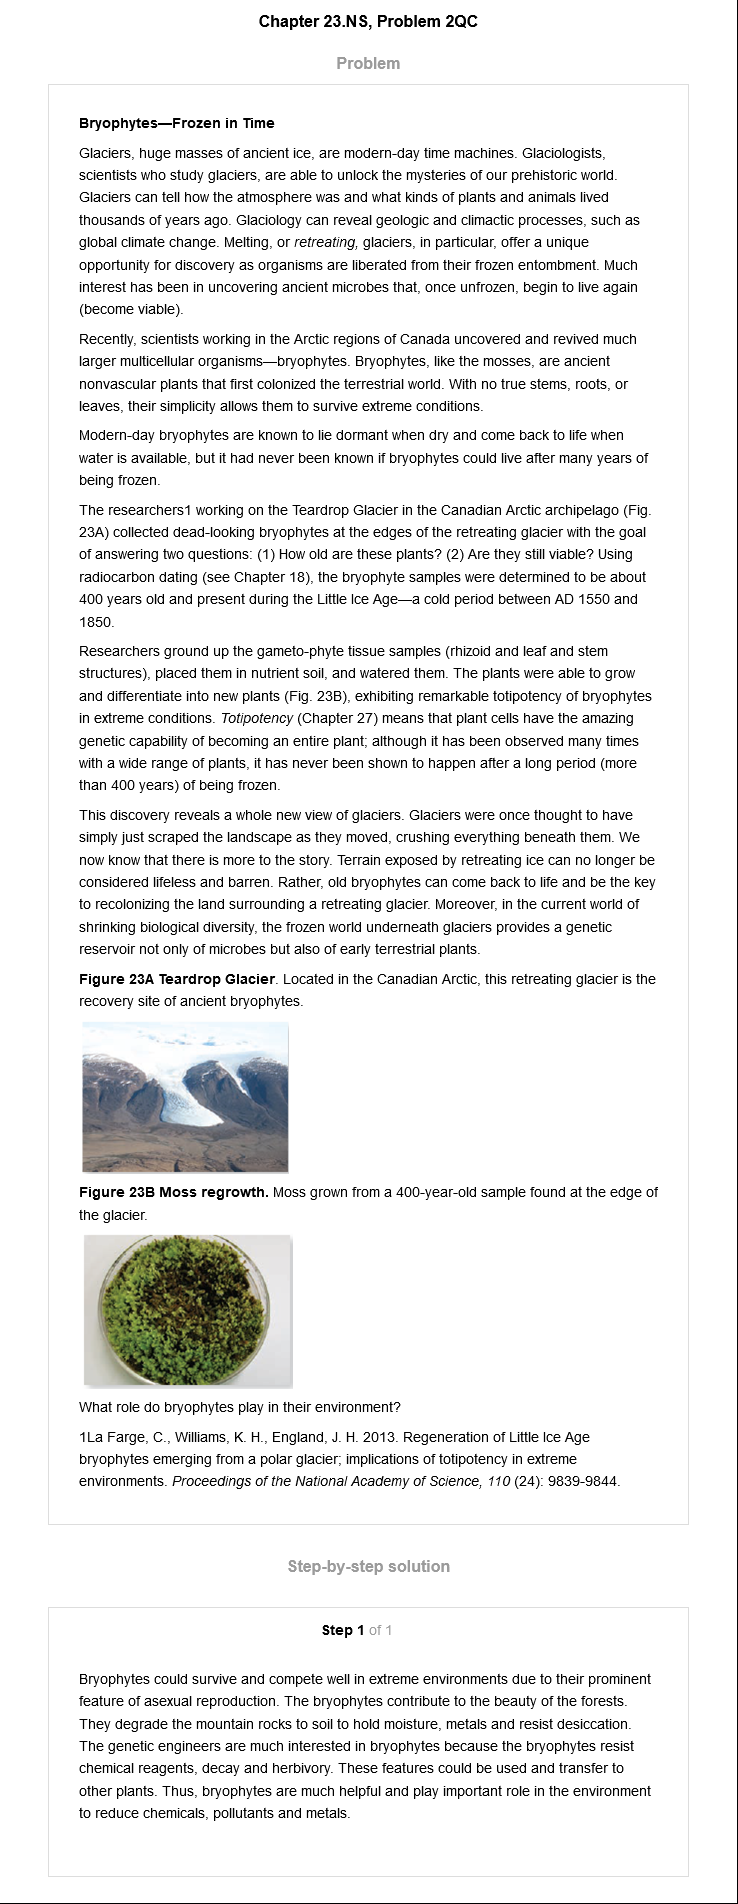 Chapter 23.NS, Problem 2QC
Problem
Bryophytes—Frozen in Time
Glaciers, huge masses of ancient ice, are modern-day time machines. Glaciologists,
scientists who study glaciers, are able to unlock the mysteries of our prehistoric world.
Glaciers can tell how the atmosphere was and what kinds of plants and animals lived
thousands of years ago. Glaciology can reveal geologic and climactic processes, such as
global climate change. Melting, or retreating, glaciers, in particular, offer a unique
opportunity for discovery as organisms are liberated from their frozen entombment. Much
interest has been in uncovering ancient microbes that, once unfrozen, begin to live again
(become viable).
Recently, scientists working in the Arctic regions of Canada uncovered and revived much
larger multicellular organisms—bryophytes. Bryophytes, like the mosses, are ancient
nonvascular plants that first colonized the terrestrial world. With no true stems, roots, or
leaves, their simplicity allows them to survive extreme conditions.
Modern-day bryophytes are known to lie dormant when dry and come back to life when
water is available, but it had never been known if bryophytes could live after many years of
being frozen.
The researchers1 working on the Teardrop Glacier in the Canadian Arctic archipelago (Fig.
23A) collected dead-looking bryophytes at the edges of the retreating glacier with the goal
of answering two questions: (1) How old are these plants? (2) Are they still viable? Using
radiocarbon dating (see Chapter 18), the bryophyte samples were determined to be about
400 years old and present during the Little Ice Age—a cold period between AD 1550 and
1850.
Researchers ground up the gameto-phyte tissue samples (rhizoid and leaf and stem
structures), placed them in nutrient soil, and watered them. The plants were able to grow
and differentiate into new plants (Fig. 23B), exhibiting remarkable totipotency of bryophytes
in extreme conditions. Totipotency (Chapter 27) means that plant cells have the amazing
genetic capability of becoming an entire plant; although it has been observed many times
with a wide range of plants, it has never been shown to happen after a long period (more
than 400 years) of being frozen.
This discovery reveals a whole new view of glaciers. Glaciers were once thought to have
simply just scraped the landscape as they moved, crushing everything beneath them. We
now know that there is more to the story. Terrain exposed by retreating ice can no longer be
considered lifeless and barren. Rather, old bryophytes can come back to life and be the key
to recolonizing the land surrounding a retreating glacier. Moreover, in the current world of
shrinking biological diversity, the frozen world underneath glaciers provides a genetic
reservoir not only of microbes but also of early terrestrial plants.
Figure 23A Teardrop Glacier. Located in the Canadian Arctic, this retreating glacier is the
recovery site of ancient bryophytes.
Figure 23B Moss regrowth. Moss grown from a 400-year-old sample found at the edge of
the glacier.
What role do bryophytes play in their environment?
1La Farge, C., Williams, K. H., England, J. H. 2013. Regeneration of Little Ice Age
bryophytes emerging from a polar glacier; implications of totipotency in extreme
environments. Proceedings of the National Academy of Science, 110 (24): 9839-9844.
Step-by-step solution
Step 1 of 1
Bryophytes could survive and compete well in extreme environments due to their prominent
feature of asexual reproduction. The bryophytes contribute to the beauty of the forests.
They degrade the mountain rocks to soil to hold moisture, metals and resist desiccation.
The genetic engineers are much interested in bryophytes because the bryophytes resist
chemical reagents, decay and herbivory. These features could be used and transfer to
other plants. Thus, bryophytes are much helpful and play important role in the environment
to reduce chemicals, pollutants and metals.